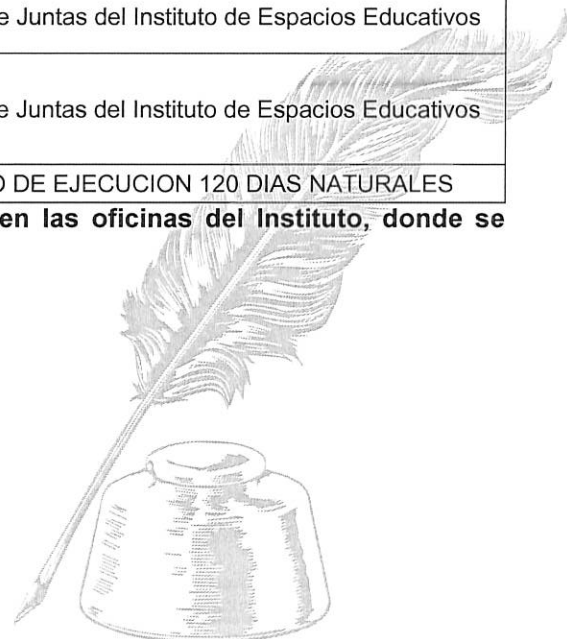 e Juntas del Instituto de Espacios Educativos
e Juntas del Instituto de Espacios Educativos
O DE EJECUCION 120 DIAS NATURALES
en las oficinas del Instituto, donde se